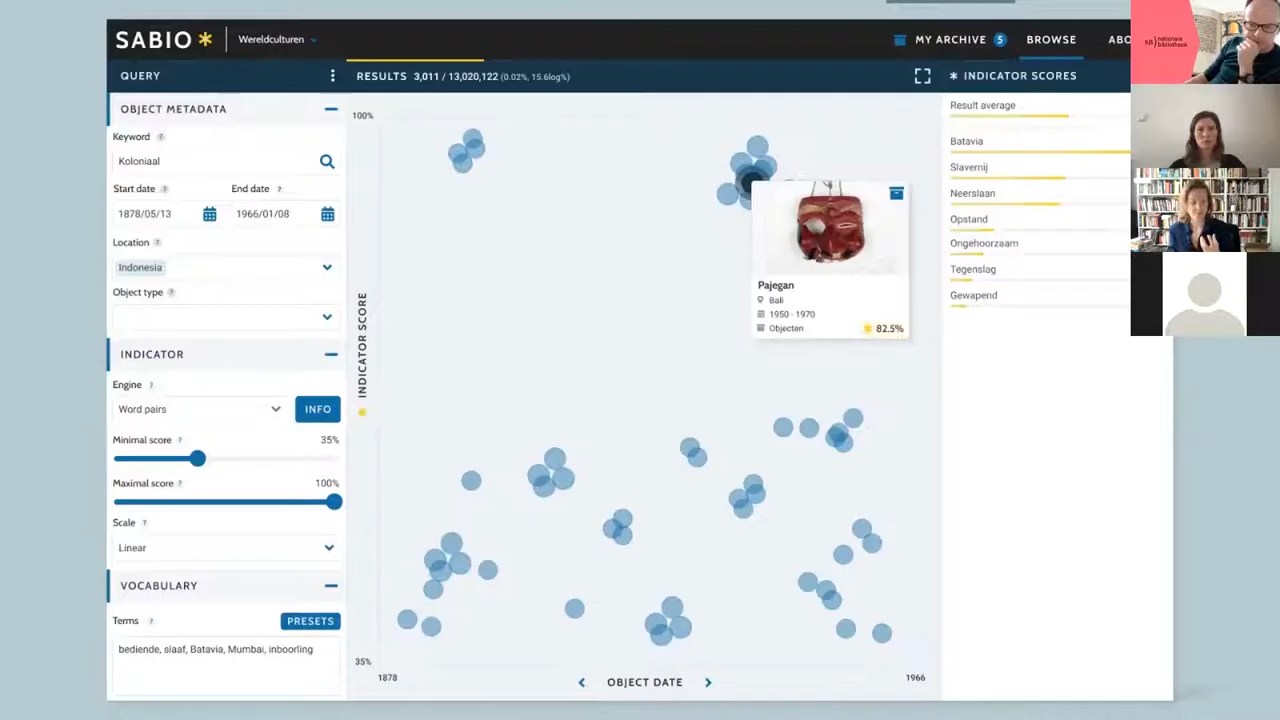 SABIO
Wereldculturen
MY ARCHIVE 5
BROWSE
ABO
QUERY
RESULTS 3,011 / 13,020,122 (0.02%, 15.6log%)
INDICATOR SCORES
OBJECT METADATA
Keyword ?
Koloniaal
Start date ? End date ?
1878/05/13 1966/01/08
Location ?
Indonesia
Object type ?
INDICATOR
Engine ?
Word pairs INFO
Minimal score ? 35%
Maximal score ? 100%
Scale ?
Linear
VOCABULARY
Terms ? PRESETS
bediende, slaaf, Batavia, Mumbai, inboorling
100%
INDICATOR SCORE
35%
1878
OBJECT DATE
1966
Pajegan
Bali
1950 - 1970
Objecten 82.5%
Result average
Batavia
Slavernij
Neerslaan
Opstand
Ongehoorzaam
Tegenslag
Gewapend
nationale
bibliotheek